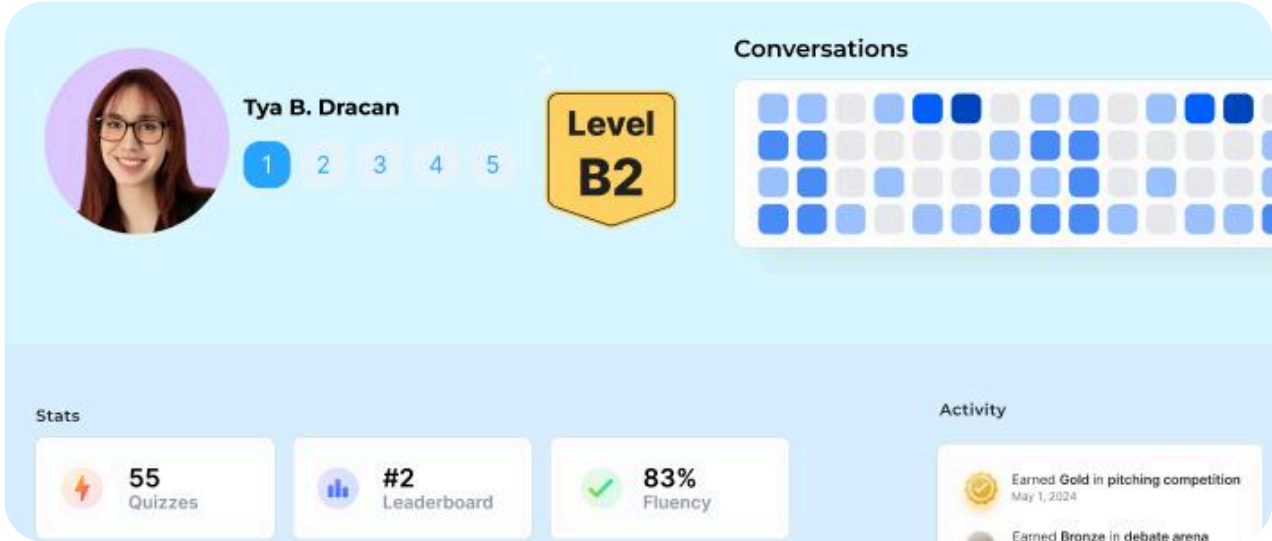 Conversations
Tya B. Dracan
1 2 3 4 5
Level
B2
Stats
55
Quizzes
#2
Leaderboard
83%
Fluency
Activity
Earned Gold in pitching competition
May 1, 2024
Earned Bronze in debate arena